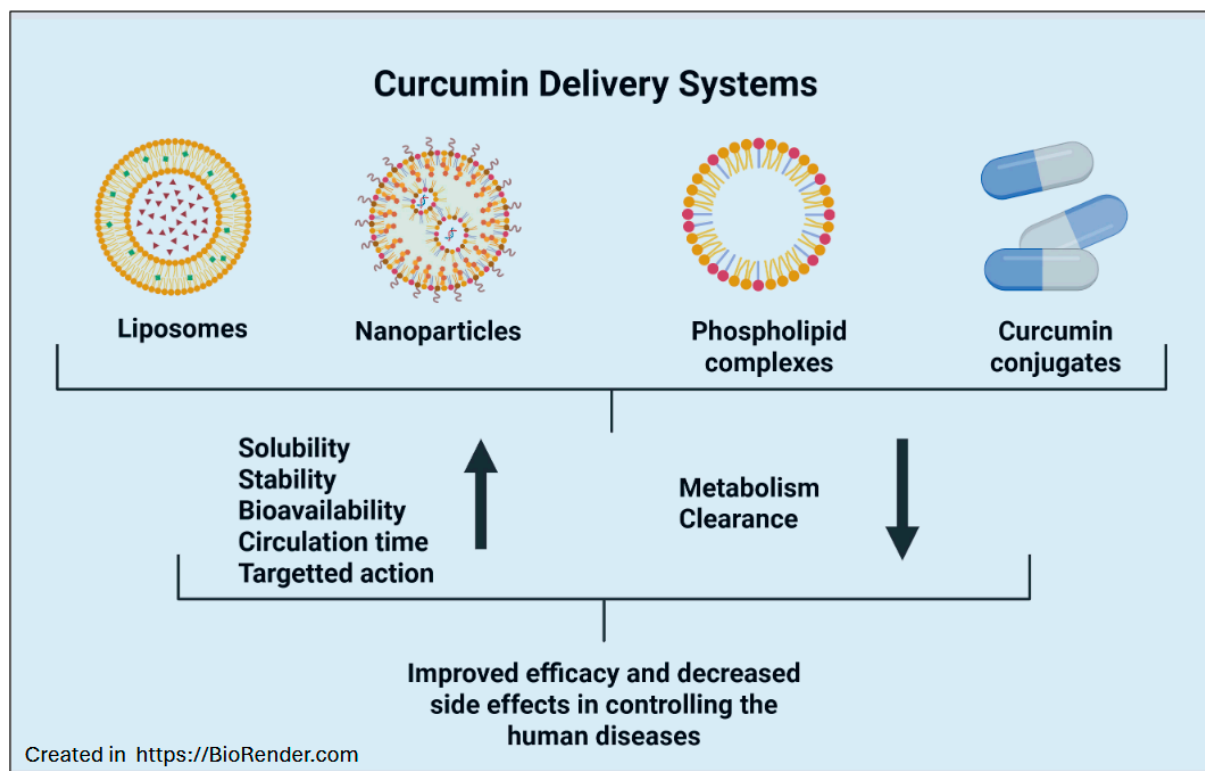 Curcumin Delivery Systems
Liposomes
Nanoparticles
Phospholipid
complexes
Curcumin
conjugates
Solubility
Stability
Bioavailability
Circulation time
Targetted action
Metabolism
Clearance
Improved efficacy and decreased
side effects in controlling the
human diseases
Created in https://BioRender.com